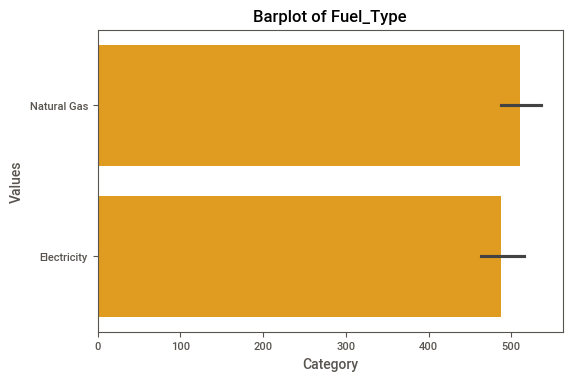 Barplot of Fuel_Type
Values
Natural Gas
Electricity
0 100 200 300 400 500
Category